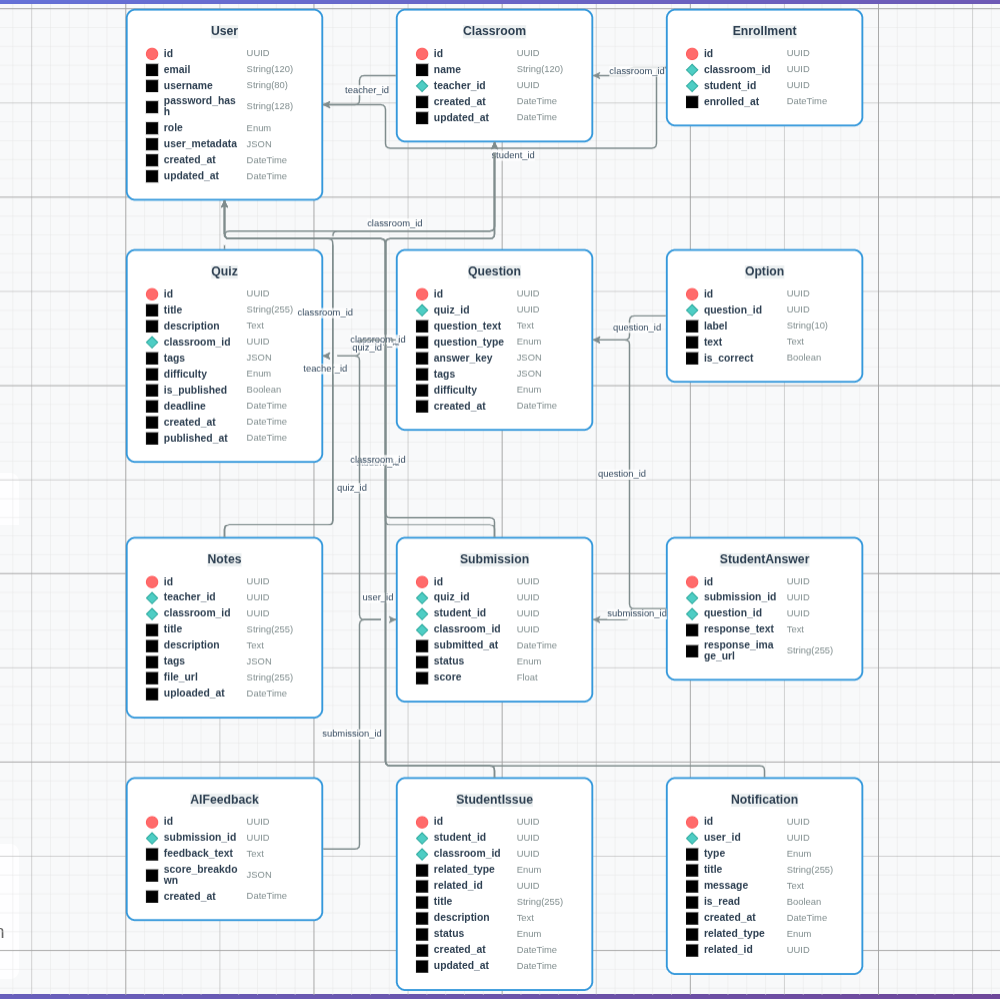 User
id UUID
email String(120)
username String(80)
password_has
h String(128)
role Enum
user_metadata JSON
created_at DateTime
updated_at DateTime
Classroom
id UUID
name String(120)
teacher_id UUID
created_at DateTime
updated_at DateTime
Enrollment
id UUID
classroom_id UUID
student_id UUID
enrolled_at DateTime
teacher_id
classroom_id
student_id
classroom_id
Quiz
id UUID
title String(255)
description Text
classroom_id UUID
tags JSON
difficulty Enum
is_published Boolean
deadline DateTime
created_at DateTime
published_at DateTime
Question
id UUID
quiz_id UUID
question_text Text
question_type Enum
answer_key JSON
tags JSON
difficulty Enum
created_at DateTime
Option
id UUID
question_id UUID
label String(10)
text Text
is_correct Boolean
classroom_id
classroom_id
quiz_id
teacher_id
question_id
classroom_id
quiz_id
question_id
Notes
id UUID
teacher_id UUID
classroom_id UUID
title String(255)
description Text
tags JSON
file_url String(255)
uploaded_at DateTime
Submission
id UUID
quiz_id UUID
student_id UUID
classroom_id UUID
submitted_at DateTime
status Enum
score Float
StudentAnswer
id UUID
submission_id UUID
question_id UUID
response_text Text
response_ima
ge_url String(255)
user_id
submission_id
submission_id
AIFeedback
id UUID
submission_id UUID
feedback_text Text
score_breakdo
wn JSON
created_at DateTime
StudentIssue
id UUID
student_id UUID
classroom_id UUID
related_type Enum
related_id UUID
title String(255)
description Text
status Enum
created_at DateTime
updated_at DateTime
Notification
id UUID
user_id UUID
type Enum
title String(255)
message Text
is_read Boolean
created_at DateTime
related_type Enum
related_id UUID